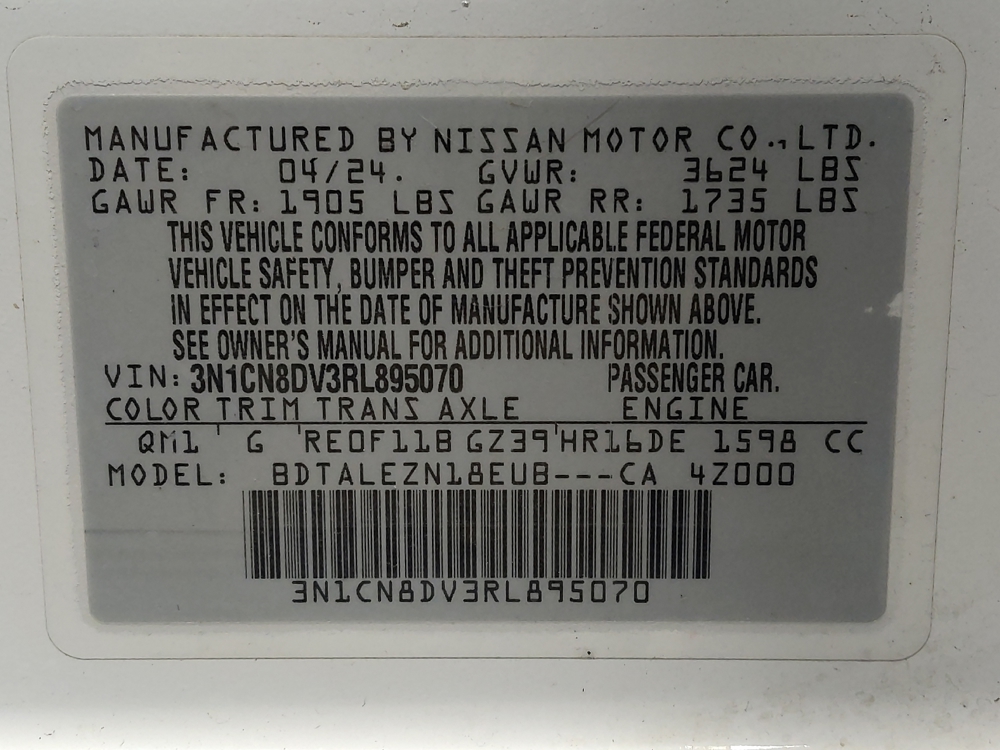 MANUFACTURED BY NISSAN MOTOR CO., LTD.
DATE: 04/24. GVWR: 3624 LBS
GAWR FR: 1905 LBS GAWR RR: 1735 LBS
THIS VEHICLE CONFORMS TO ALL APPLICABLE FEDERAL MOTOR
VEHICLE SAFETY, BUMPER AND THEFT PREVENTION STANDARDS
IN EFFECT ON THE DATE OF MANUFACTURE SHOWN ABOVE.
SEE OWNER'S MANUAL FOR ADDITIONAL INFORMATION.
VIN: 3N1CN8DV3RL895070 PASSENGER CAR.
COLOR TRIM TRANS AXLE ENGINE
QM1 G RE0F11B GZ39 HR16DE 1598 CC
MODEL: BDTALEZN18EUB---CA 4Z000
3N1CN8DV3RL895070